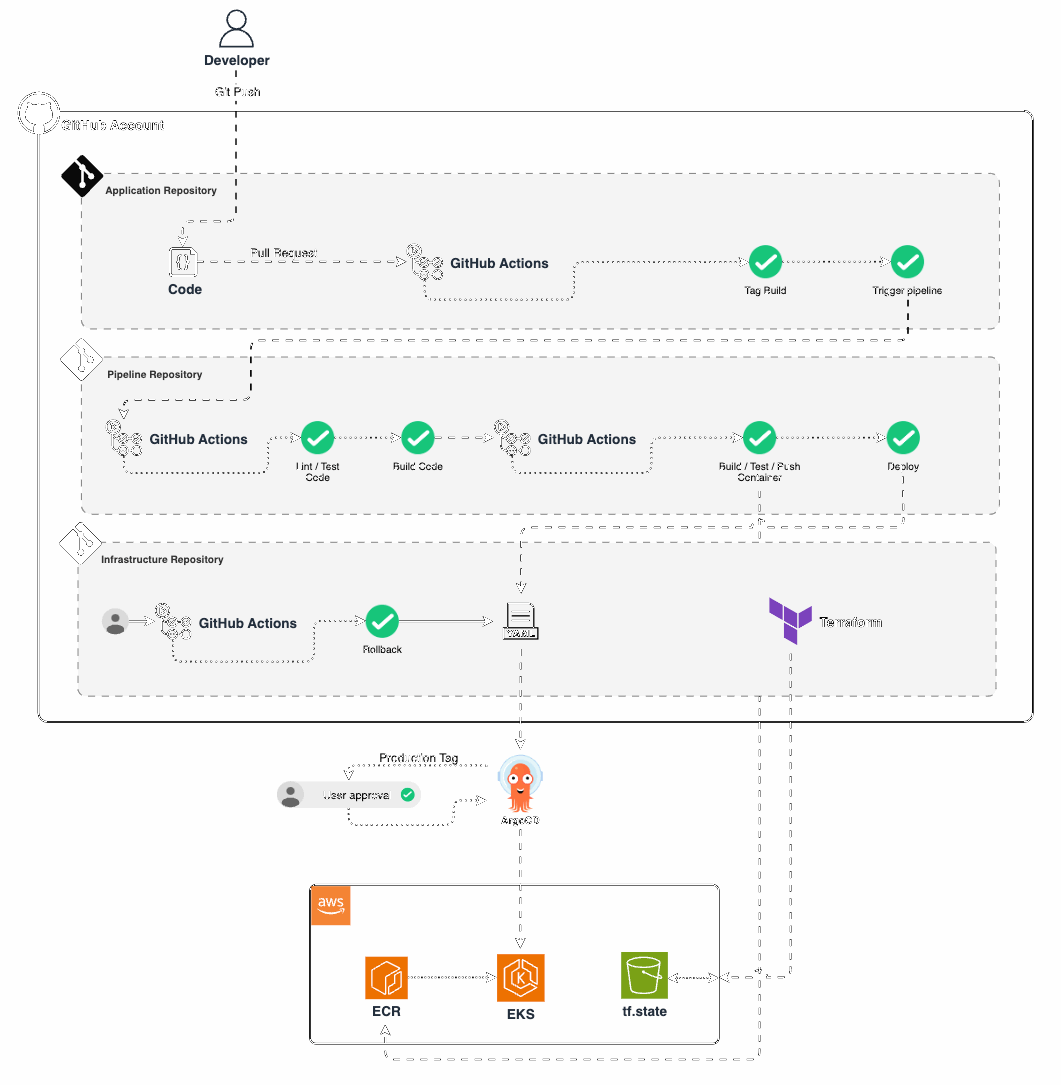 Developer
Git Push
GitHub Account
Application Repository
Pull Request
GitHub Actions
Code
Tag Build
Trigger pipeline
Pipeline Repository
GitHub Actions
GitHub Actions
Lint / Test
Code
Build Code
Build / Test / Push
Container
Deploy
Infrastructure Repository
GitHub Actions
Rollback
YAML
Terraform
Production Tag
User approval
ArgoCD
aws
ECR
EKS
tf.state